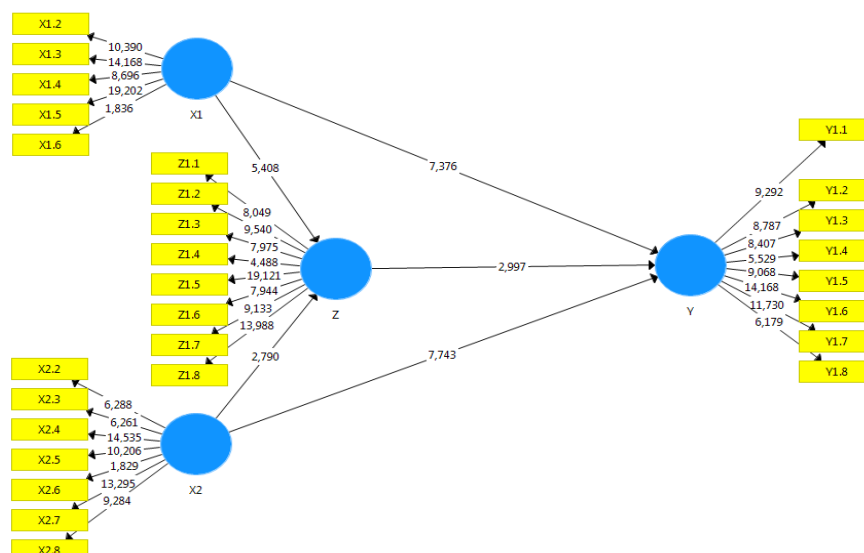 X1.2
X1.3
X1.4
X1.5
X1.6
10,390
14,168
8,696
19,202
1,836
X1
5,408
7,376
Z1.1
Z1.2
Z1.3
Z1.4
Z1.5
Z1.6
Z1.7
Z1.8
8,049
9,540
7,975
4,488
19,121
7,944
9,133
13,988
Z
2,997
2,790
7,743
X2.2
X2.3
X2.4
X2.5
X2.6
X2.7
X2.8
6,288
6,261
14,535
10,206
1,829
13,295
9,284
X2
Y
9,292
8,787
8,407
5,529
9,068
14,168
11,730
6,179
Y1.1
Y1.2
Y1.3
Y1.4
Y1.5
Y1.6
Y1.7
Y1.8